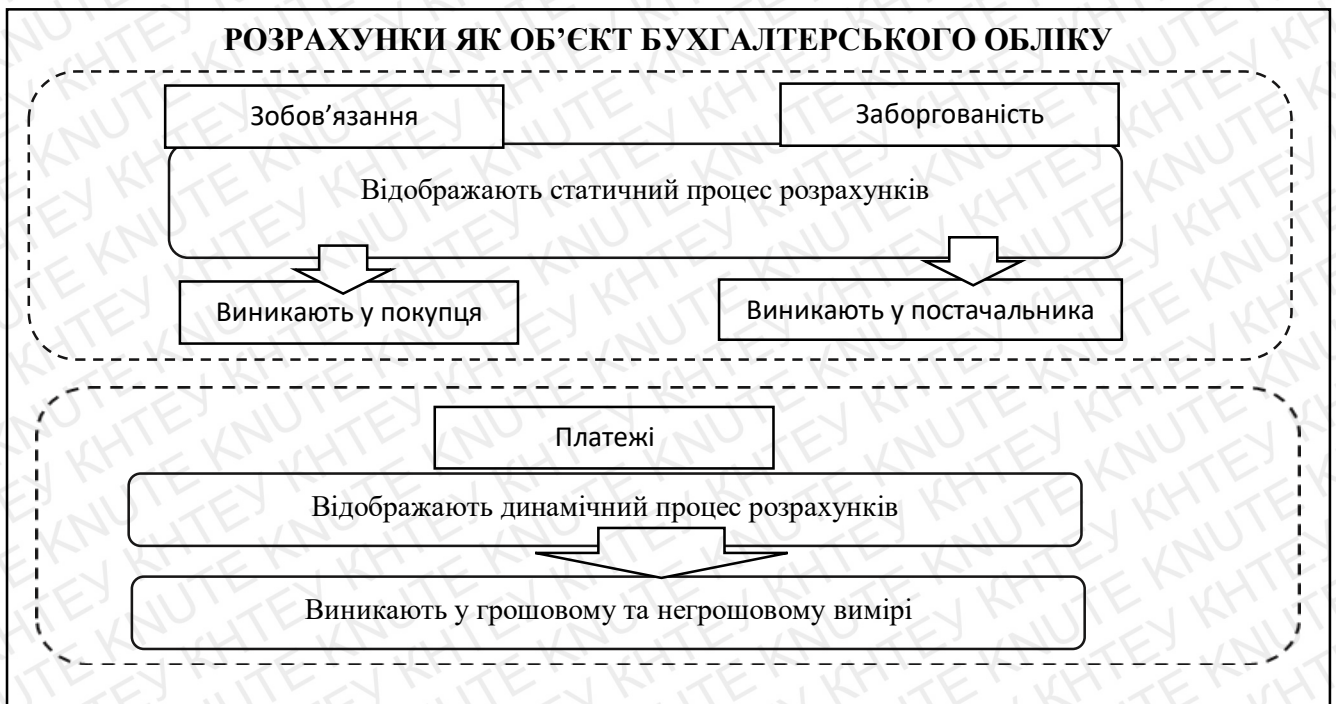 РОЗРАХУНКИ ЯК ОБ’ЄКТ БУХГАЛТЕРСЬКОГО ОБЛІКУ
Зобов’язання
Заборгованість
Відображають статичний процес розрахунків
Виникають у покупця
Виникають у постачальника
Платежі
Відображають динамічний процес розрахунків
Виникають у грошовому та негрошовому вимірі